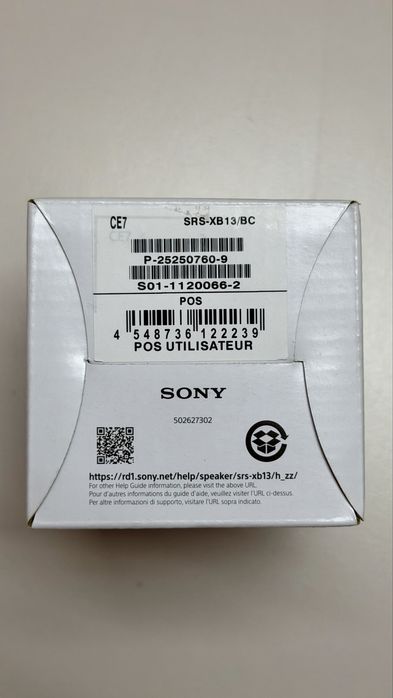 CE7 SRS-XB13/BC
P-25250760-9
S01-1120066-2
POS
4 548736 122239
POS UTILISATEUR
SONY
502627302
https://rd1.sony.net/help/speaker/srs-xb13/h_zz/
For other Help Guide information, please visit the above URL.
Pour d'autres informations du guide d'aide, veuillez visiter l'URL ci-dessus.
Per altre informazioni di supporto, visitare l'URL sopra indicato.